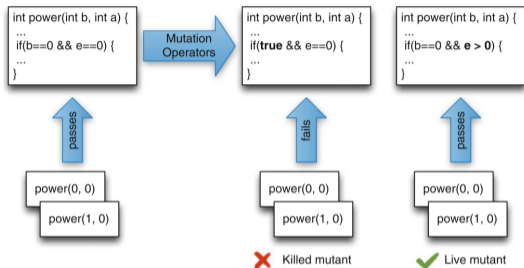 int power(int b, int a) {
...
if(b==0 && e==0) {
...
}
Mutation
Operators
int power(int b, int a) {
...
if(true && e==0) {
...
}
int power(int b, int a) {
...
if(b==0 && e > 0) {
...
}
passes
fails
passes
power(0, 0)
power(1, 0)
power(0, 0)
power(1, 0)
power(0, 0)
power(1, 0)
Killed mutant
Live mutant